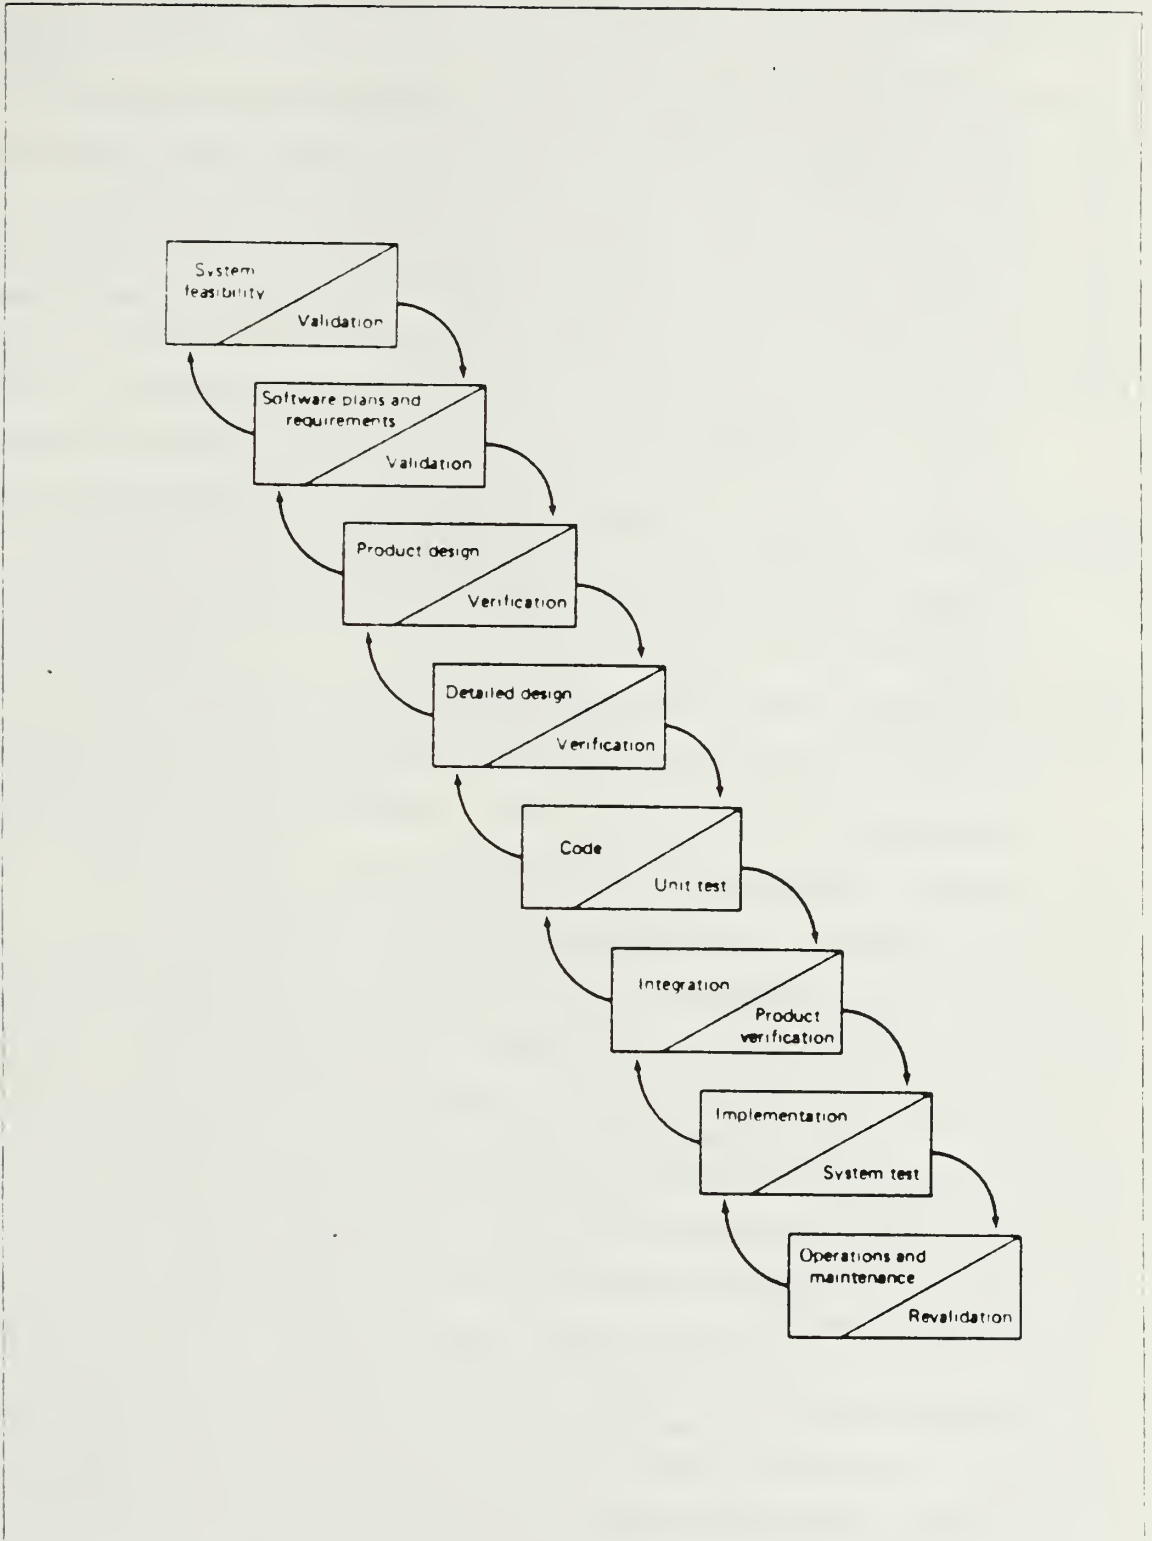 System
feasibility
Validation
Software plans and
requirements
Validation
Product design
Verification
Detailed design
Verification
Code
Unit test
Integration
Product
verification
Implementation
System test
Operations and
maintenance
Revalidation